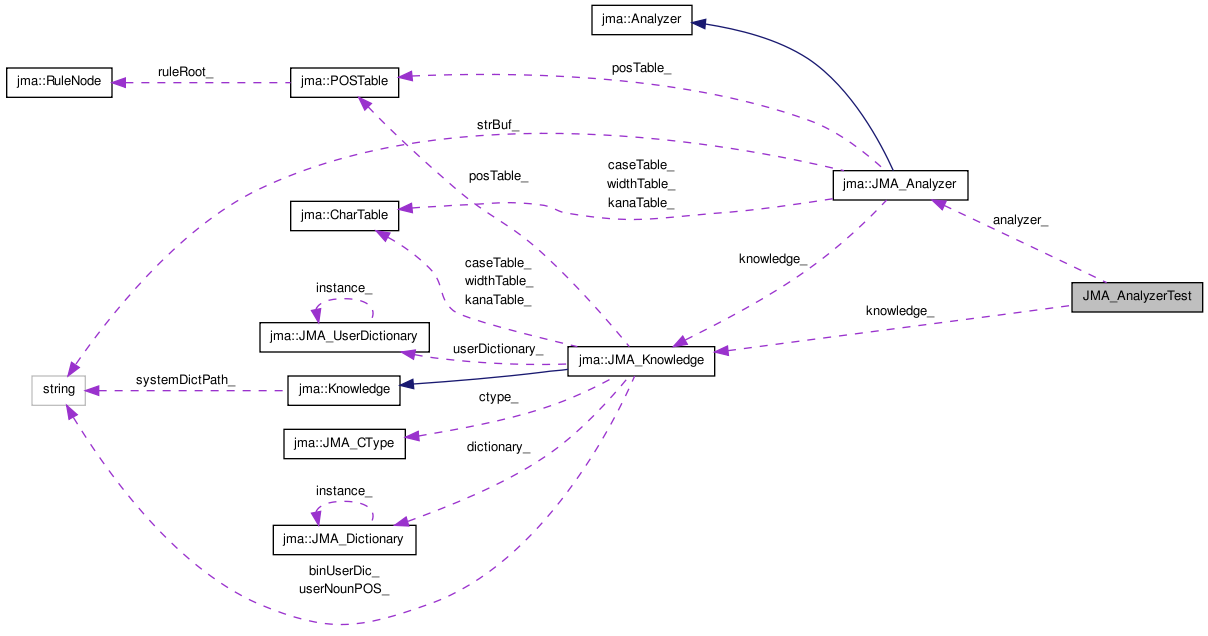 jma::Analyzer
ruleRoot_
posTable_
jma::RuleNode
jma::POSTable
strBuf_
caseTable_
widthTable_
kanaTable_
posTable_
jma::JMA_Analyzer
jma::CharTable
analyzer_
knowledge_
caseTable_
widthTable_
kanaTable_
instance_
JMA_AnalyzerTest
knowledge_
jma::JMA_UserDictionary
userDictionary_
jma::JMA_Knowledge
systemDictPath_
string
jma::Knowledge
ctype_
jma::JMA_CType
dictionary_
instance_
jma::JMA_Dictionary
binUserDic_
userNounPOS_